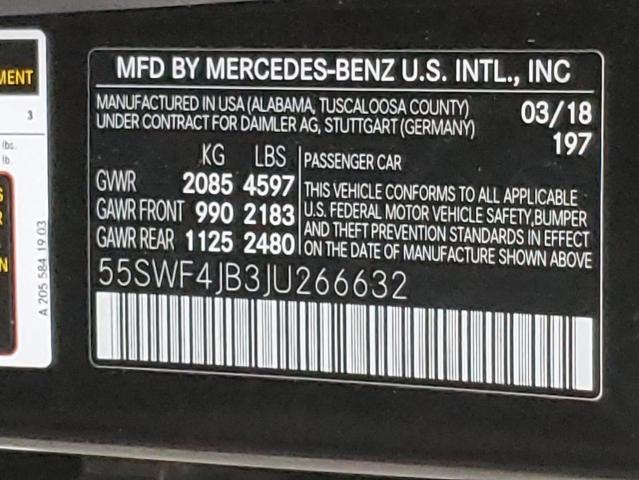 MENT
3
lbs.
lb.
S
R
N
A 205 584 19 03
MFD BY MERCEDES-BENZ U.S. INTL., INC
MANUFACTURED IN USA (ALABAMA, TUSCALOOSA COUNTY) 03/18
UNDER CONTRACT FOR DAIMLER AG, STUTTGART (GERMANY) 197
KG LBS
GVWR 2085 4597
GAWR FRONT 990 2183
GAWR REAR 1125 2480
PASSENGER CAR
THIS VEHICLE CONFORMS TO ALL APPLICABLE
U.S. FEDERAL MOTOR VEHICLE SAFETY,BUMPER
AND THEFT PREVENTION STANDARDS IN EFFECT
ON THE DATE OF MANUFACTURE SHOWN ABOVE
55SWF4JB3JU266632